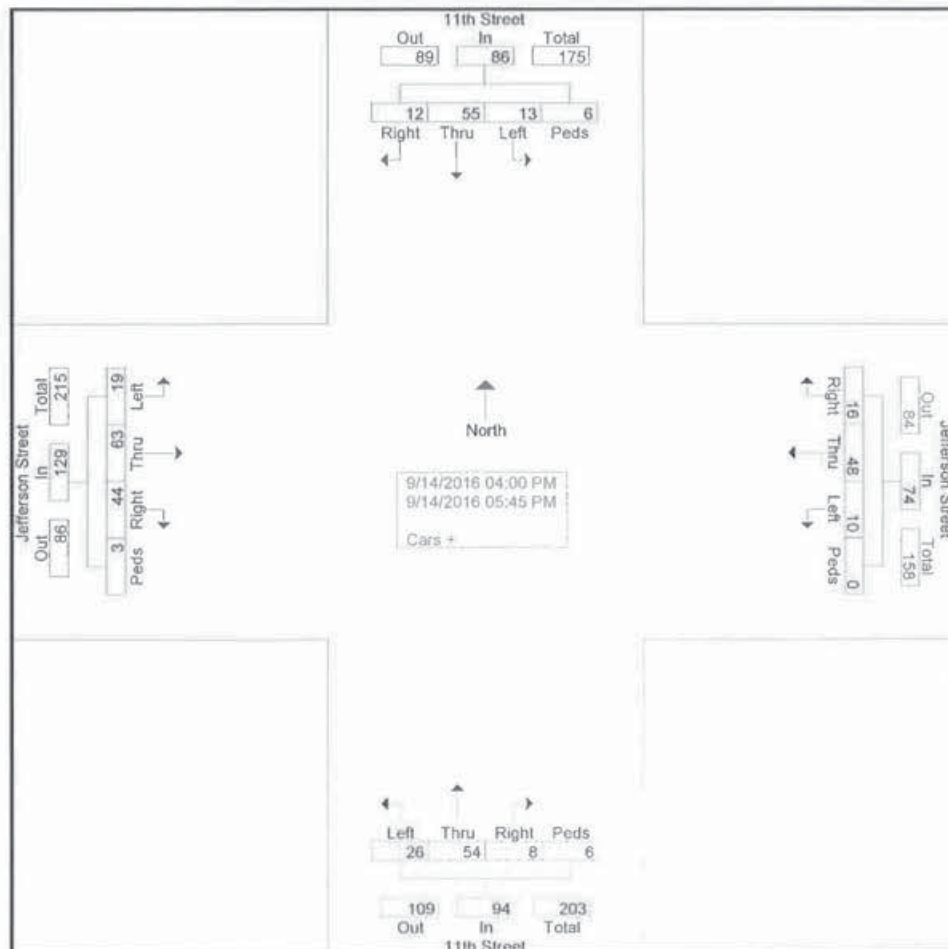 11th Street
Out In Total
89 86 175
12 55 13 6
Right Thru Left Peds
Jefferson Street
Out In Total
86 129 215
19 63 44 3
Left Thru Right Peds
North
9/14/2016 04:00 PM
9/14/2016 05:45 PM
Cars +
Right Thru Left Peds
16 48 10 0
Out In Total
84 74 158
Jefferson Street
Left Thru Right Peds
26 54 8 6
109 94 203
Out In Total
11th Street